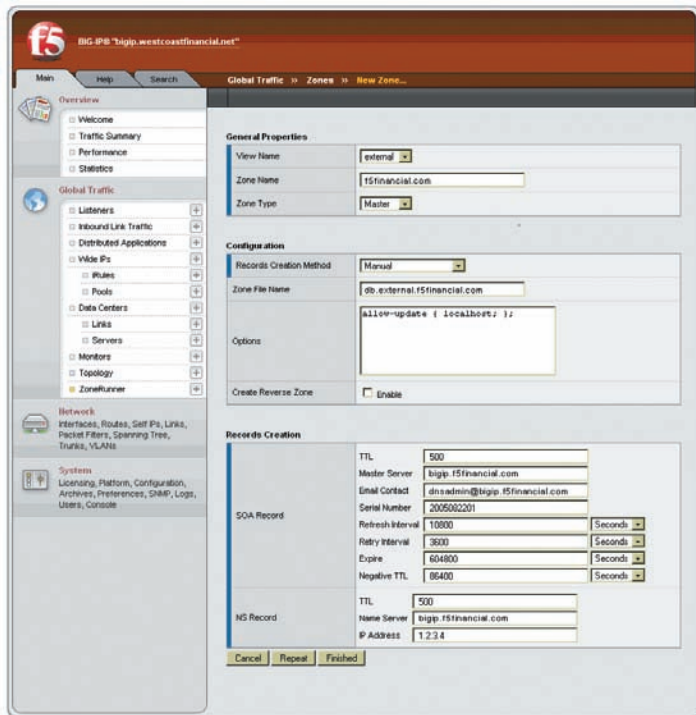 f5
BIG-IP® "bigip.westcoastfinancial.net"
Main
Help
Search
Global Traffic » Zones » New Zone...
Overview
Welcome
Traffic Summary
Performance
Statistics
Global Traffic
Listeners
Inbound Link Traffic
Distributed Applications
Wide IPs
iRules
Pools
Data Centers
Links
Servers
Monitors
Topology
ZoneRunner
Network
Interfaces, Routes, Self IPs, Links,
Packet Filters, Spanning Tree,
Trunks, VLANs
System
Licensing, Platform, Configuration,
Archives, Preferences, SNMP, Logs,
Users, Console
General Properties
View Name external
Zone Name f5financial.com
Zone Type Master
Configuration
Records Creation Method Manual
Zone File Name db.external.f5financial.com
Options allow-update { localhost; };
Create Reverse Zone Enable
Records Creation
SOA Record
TTL 500
Master Server bigip.f5financial.com
Email Contact dnsadmin@bigip.f5financial.com
Serial Number 2005082201
Refresh Interval 10800 Seconds
Retry Interval 3600 Seconds
Expire 604800 Seconds
Negative TTL 86400 Seconds
NS Record
TTL 500
Name Server bigip.f5financial.com
IP Address 1.2.3.4
Cancel Repeat Finished